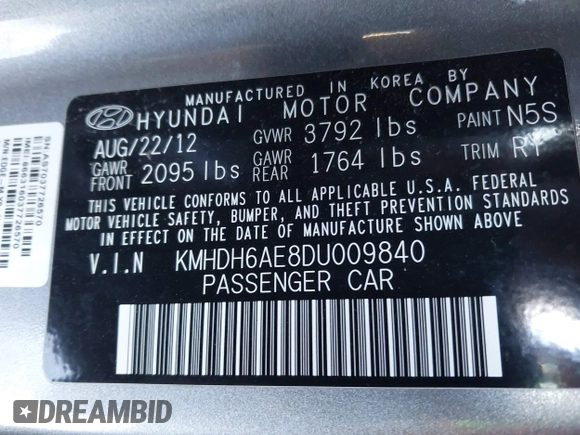 MANUFACTURED IN KOREA BY
HYUNDAI MOTOR COMPANY
AUG/22/12 GVWR 3792 lbs PAINT N5S
GAWR FRONT 2095 lbs GAWR REAR 1764 lbs TRIM RY
THIS VEHICLE CONFORMS TO ALL APPLICABLE U.S.A. FEDERAL
MOTOR VEHICLE SAFETY, BUMPER, AND THEFT PREVENTION STANDARDS
IN EFFECT ON THE DATE OF MANUFACTURE SHOWN ABOVE.
V.I.N KMHDH6AE8DU009840
PASSENGER CAR
DREAMBID